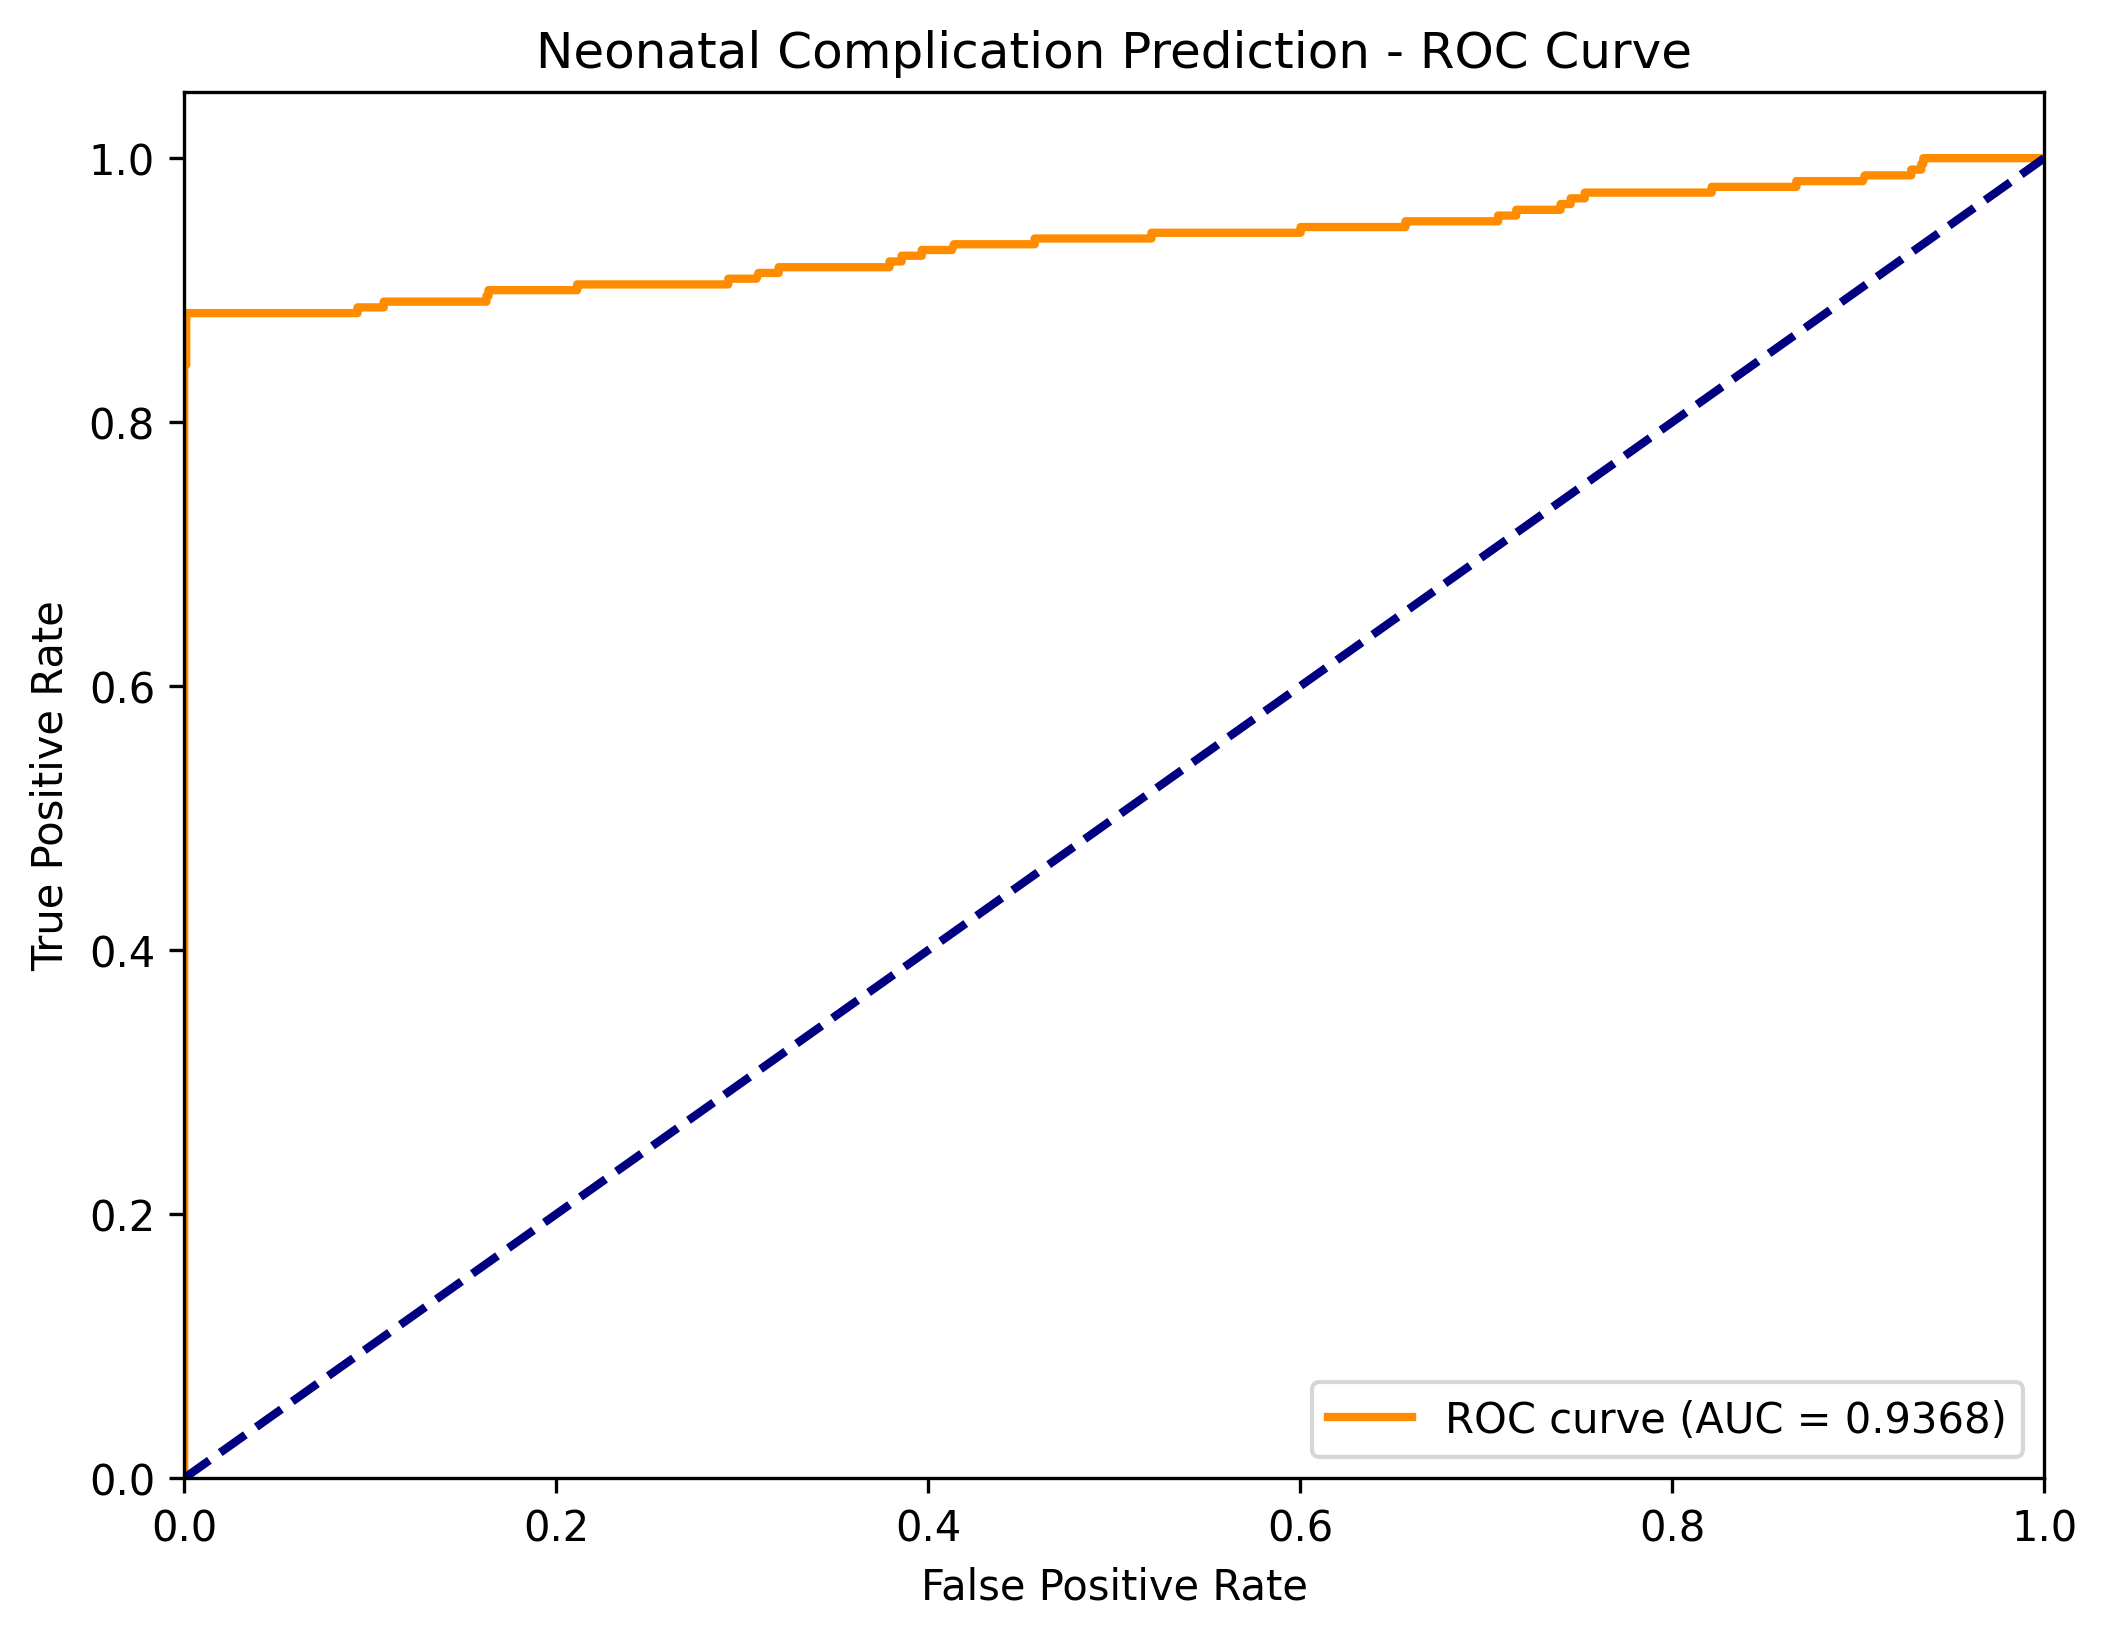 Neonatal Complication Prediction - ROC Curve
1.0
0.8
0.6
0.4
0.2
0.0
True Positive Rate
0.0 0.2 0.4 0.6 0.8 1.0
False Positive Rate
ROC curve (AUC = 0.9368)